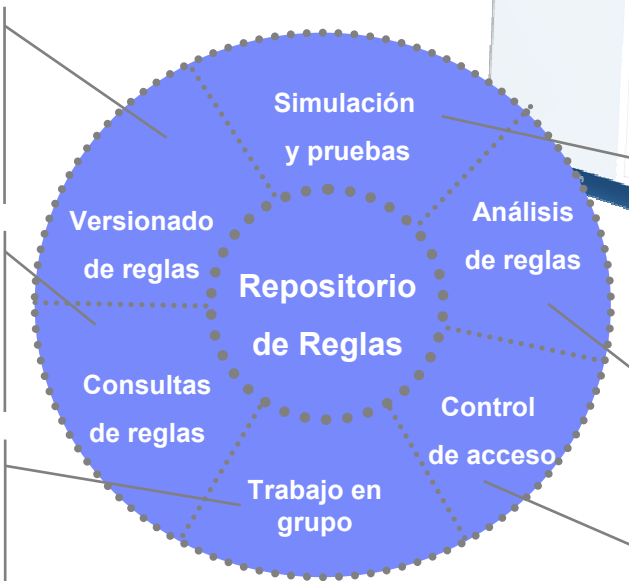 Simulación
y pruebas
Análisis
de reglas
Versionado
de reglas
Repositorio
de Reglas
Consultas
de reglas
Control
de acceso
Trabajo en
grupo